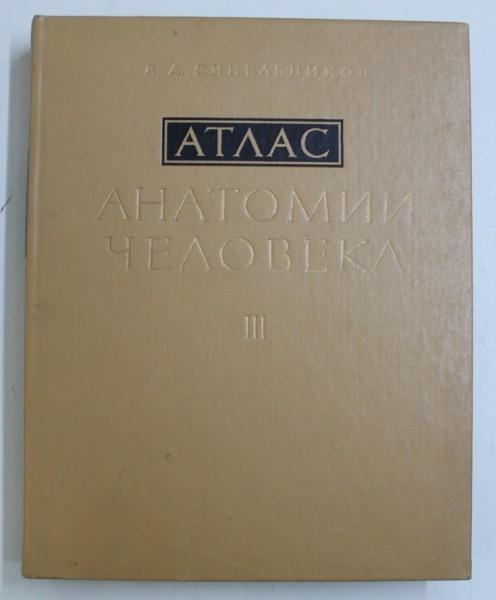 Р. Д. СИНЕЛЬНИКОВ
АТЛАС
АНАТОМИИ
ЧЕЛОВЕКА
III